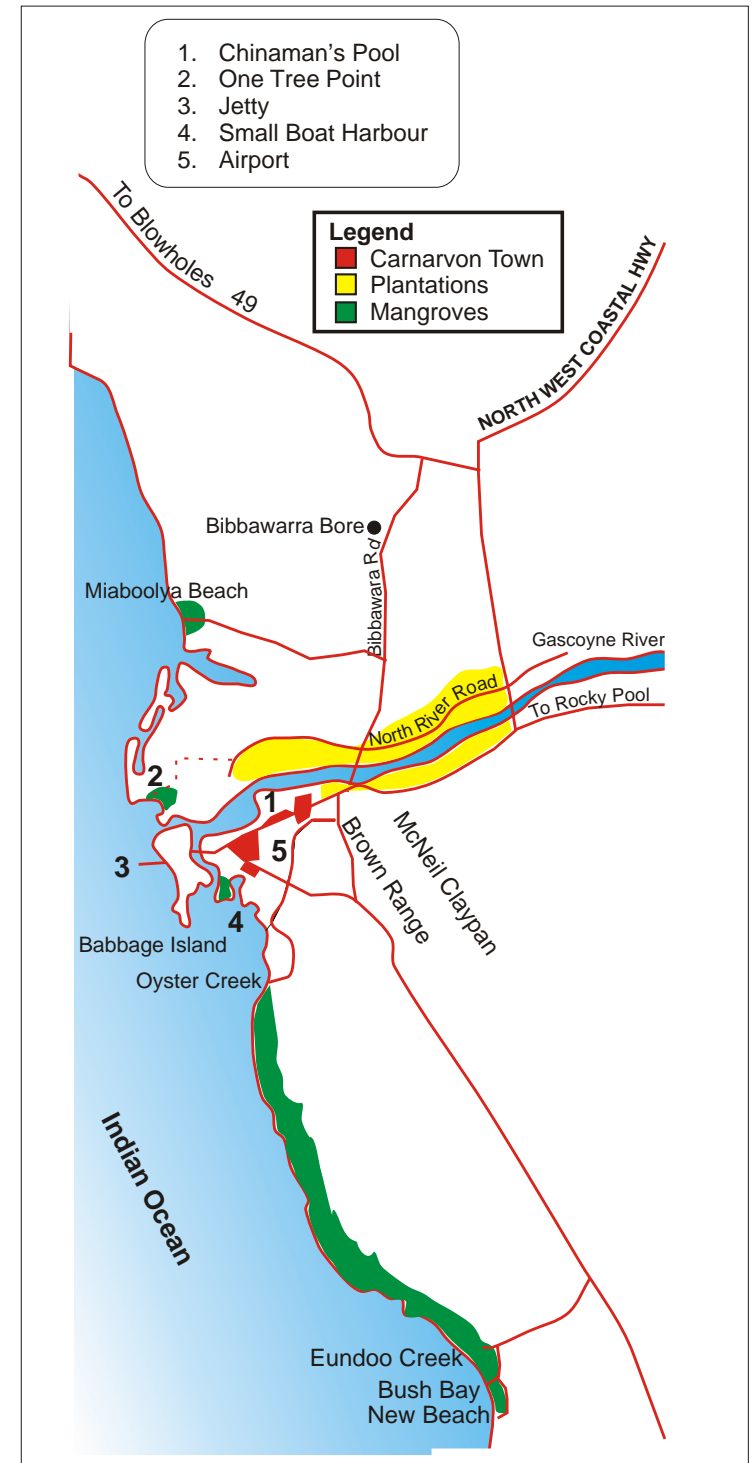 1. Chinaman's Pool
2. One Tree Point
3. Jetty
4. Small Boat Harbour
5. Airport
To Blowholes 49
Legend
Carnarvon Town
Plantations
Mangroves
NORTH WEST COASTAL HWY
Bibbawarra Bore
Bibbawara Rd
Miaboolya Beach
Gascoyne River
North River Road
To Rocky Pool
2
1
3
5
4
Brown Range
McNeil Claypan
Babbage Island
Oyster Creek
Indian Ocean
Eundoo Creek
Bush Bay
New Beach